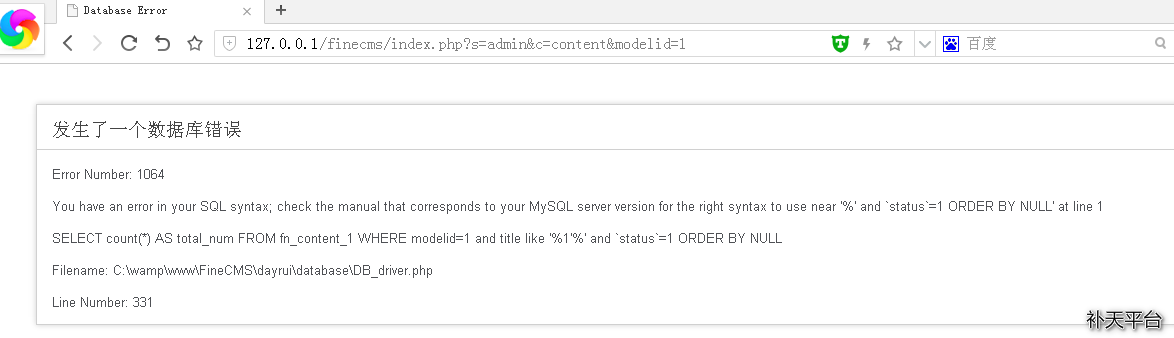 Database Error
127.0.0.1/finecms/index.php?s=admin&c=content&modelid=1
百度
发生了一个数据库错误
Error Number: 1064
You have an error in your SQL syntax; check the manual that corresponds to your MySQL server version for the right syntax to use near '%' and `status`=1 ORDER BY NULL' at line 1
SELECT count(*) AS total_num FROM fn_content_1 WHERE modelid=1 and title like '%1'%' and `status`=1 ORDER BY NULL
Filename: C:\wamp\www\FineCMS\dayrui\database\DB_driver.php
Line Number: 331
补天平台